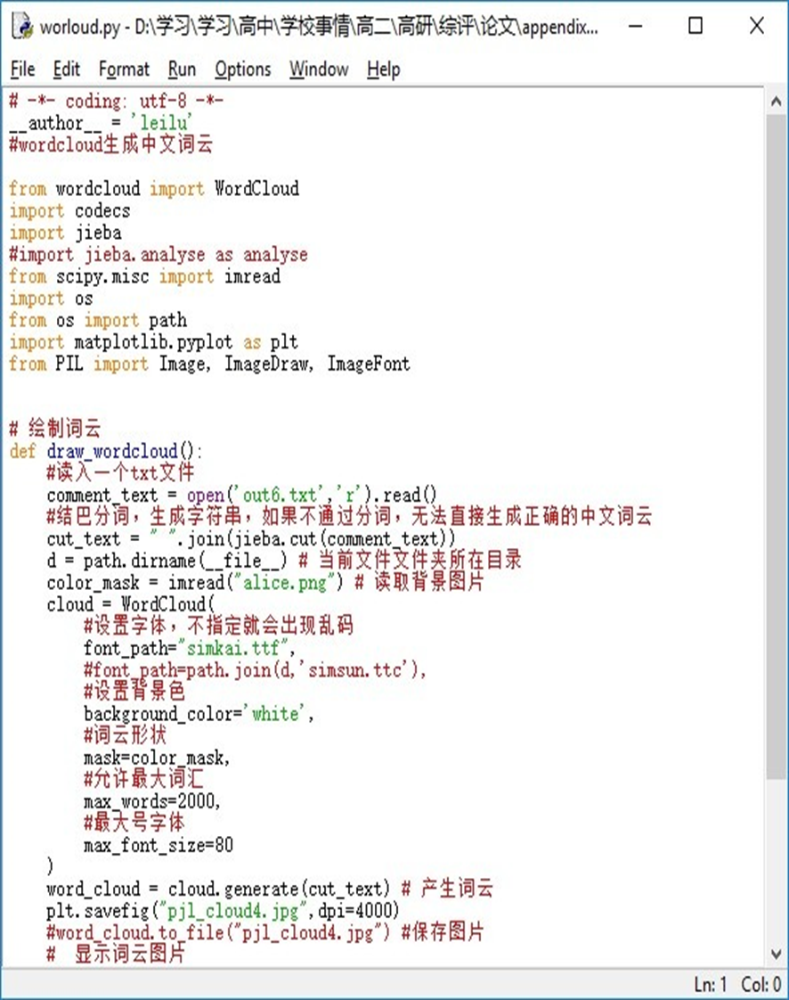 worloud.py - D:\学习\学习\高中\学校事情\高二\高研\综评\论文\appendix...
File Edit Format Run Options Window Help
# -*- coding: utf-8 -*-
__author__ = 'leilu'
#wordcloud生成中文词云
from wordcloud import WordCloud
import codecs
import jieba
#import jieba.analyse as analyse
from scipy.misc import imread
import os
from os import path
import matplotlib.pyplot as plt
from PIL import Image, ImageDraw, ImageFont
# 绘制词云
def draw_wordcloud():
    #读入一个txt文件
    comment_text = open('out6.txt','r').read()
    #结巴分词，生成字符串，如果不通过分词，无法直接生成正确的中文词云
    cut_text = " ".join(jieba.cut(comment_text))
    d = path.dirname(__file__) # 当前文件文件夹所在目录
    color_mask = imread("alice.png") # 读取背景图片
    cloud = WordCloud(
        #设置字体，不指定就会出现乱码
        font_path="simkai.ttf",
        #font_path=path.join(d,'simsun.ttc'),
        #设置背景色
        background_color='white',
        #词云形状
        mask=color_mask,
        #允许最大词汇
        max_words=2000,
        #最大号字体
        max_font_size=80
    )
    word_cloud = cloud.generate(cut_text) # 产生词云
    plt.savefig("pjl_cloud4.jpg",dpi=4000)
    #word_cloud.to_file("pjl_cloud4.jpg") #保存图片
    #  显示词云图片
Ln: 1 Col: 0